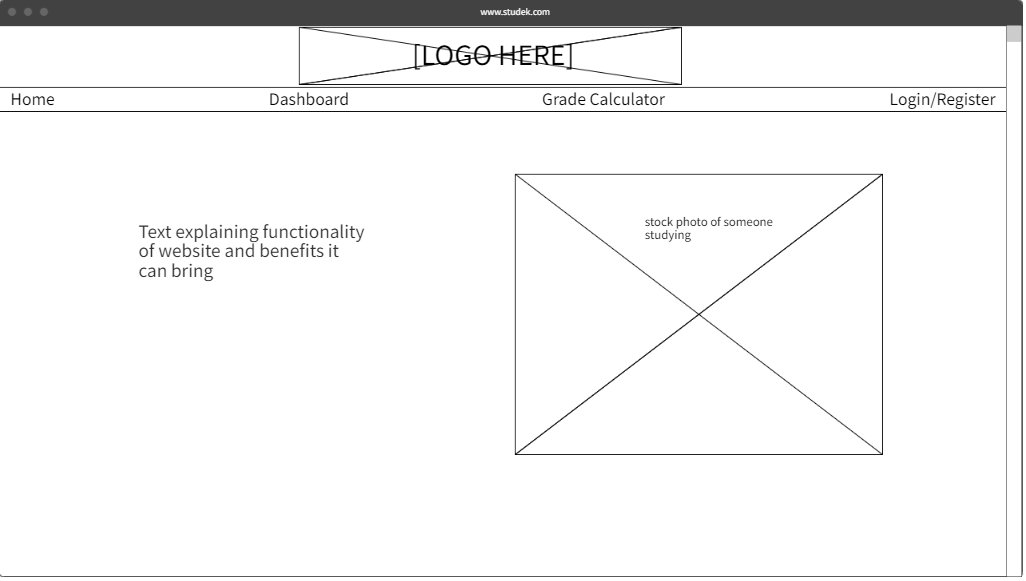 www.studek.com
[LOGO HERE]
Home Dashboard Grade Calculator Login/Register
Text explaining functionality
of website and benefits it
can bring
stock photo of someone
studying